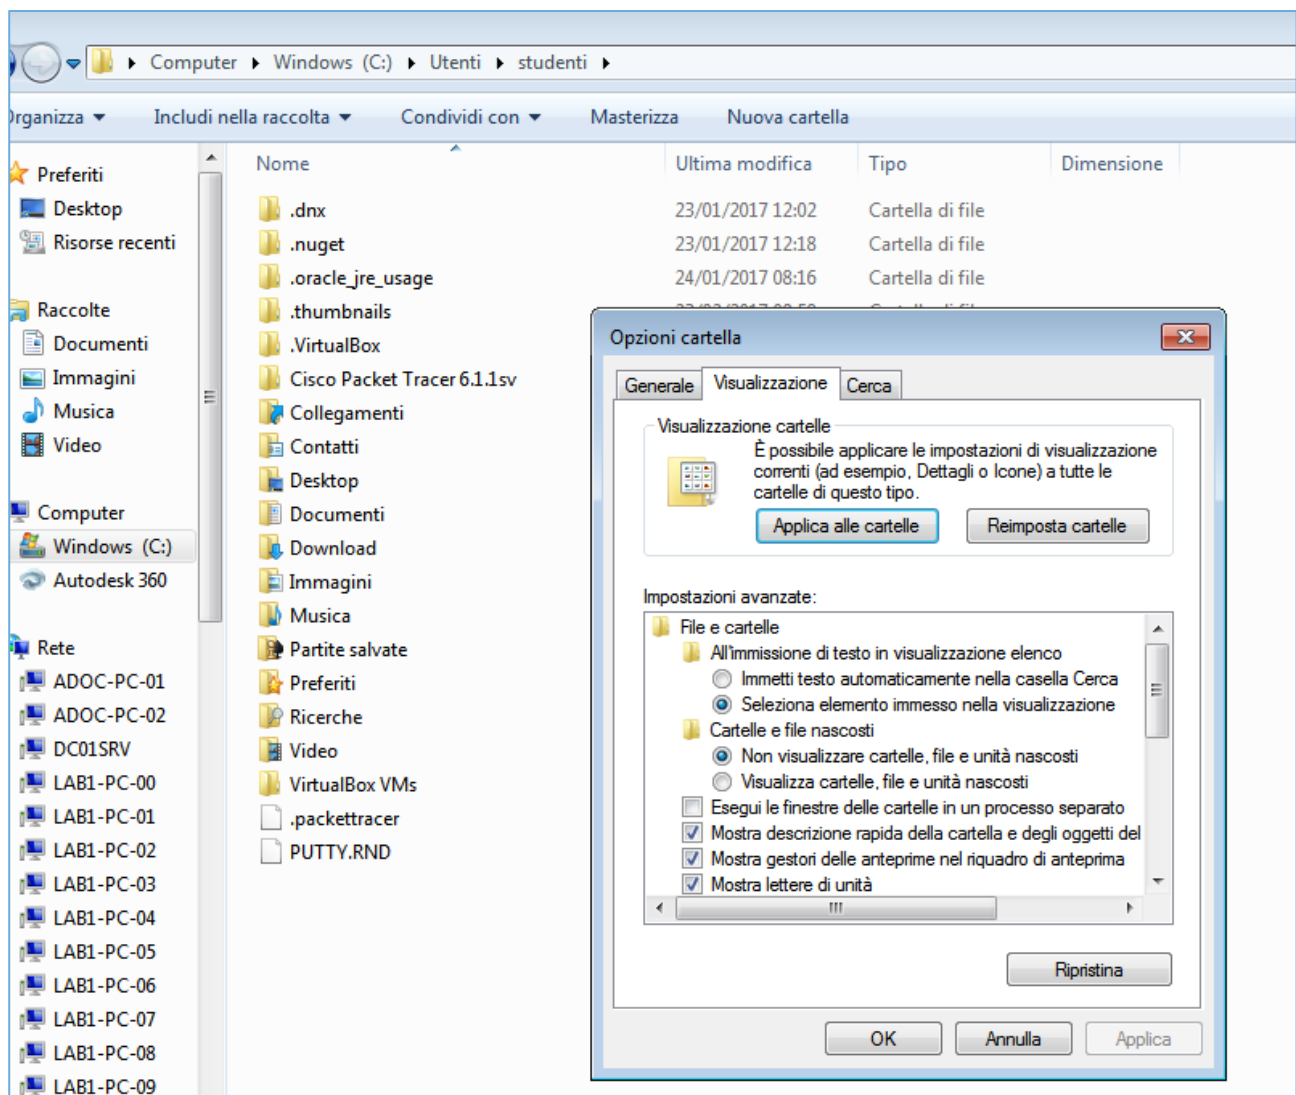 Computer Windows (C:) Utenti studenti
Organizza Includi nella raccolta Condividi con Masterizza Nuova cartella
Preferiti
Desktop
Risorse recenti
Raccolte
Documenti
Immagini
Musica
Video
Computer
Windows (C:)
Autodesk 360
Rete
ADOC-PC-01
ADOC-PC-02
DC01SRV
LAB1-PC-00
LAB1-PC-01
LAB1-PC-02
LAB1-PC-03
LAB1-PC-04
LAB1-PC-05
LAB1-PC-06
LAB1-PC-07
LAB1-PC-08
LAB1-PC-09
Nome Ultima modifica Tipo Dimensione
.dnx 23/01/2017 12:02 Cartella di file
.nuget 23/01/2017 12:18 Cartella di file
.oracle_jre_usage 24/01/2017 08:16 Cartella di file
.thumbnails
.VirtualBox
Cisco Packet Tracer 6.1.1sv
Collegamenti
Contatti
Desktop
Documenti
Download
Immagini
Musica
Partite salvate
Preferiti
Ricerche
Video
VirtualBox VMs
.packettracer
PUTTY.RND
Opzioni cartella
Generale Visualizzazione Cerca
Visualizzazione cartelle
È possibile applicare le impostazioni di visualizzazione
correnti (ad esempio, Dettagli o Icone) a tutte le
cartelle di questo tipo.
Applica alle cartelle Reimposta cartelle
Impostazioni avanzate:
File e cartelle
All'immissione di testo in visualizzazione elenco
Immetti testo automaticamente nella casella Cerca
Seleziona elemento immesso nella visualizzazione
Cartelle e file nascosti
Non visualizzare cartelle, file e unità nascosti
Visualizza cartelle, file e unità nascosti
Esegui le finestre delle cartelle in un processo separato
Mostra descrizione rapida della cartella e degli oggetti del
Mostra gestori delle anteprime nel riquadro di anteprima
Mostra lettere di unità
Ripristina
OK Annulla Applica